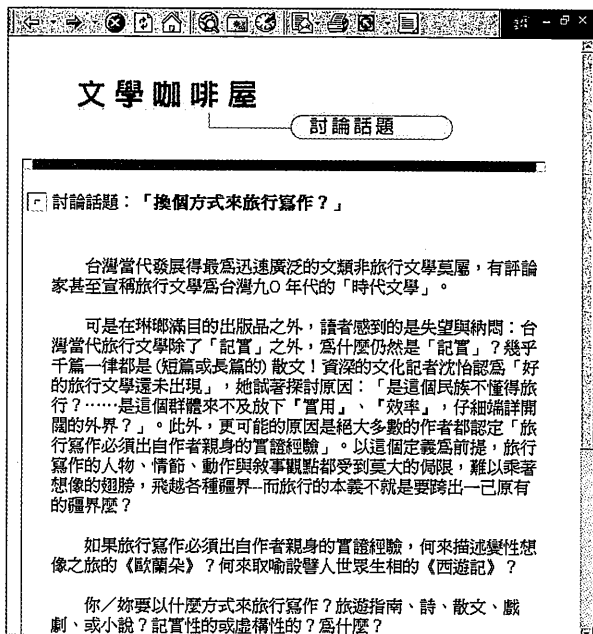 文學咖啡屋
討論話題
討論話題：「換個方式來旅行寫作？」
台灣當代發展得最為迅速廣泛的文類非旅行文學莫屬，有評論
家甚至宣稱旅行文學為台灣九０年代的「時代文學」。
可是在琳瑯滿目的出版品之外，讀者感到的是失望與納悶：台
灣當代旅行文學除了「記實」之外，為什麼仍然是「記實」？幾乎
千篇一律都是(短篇或長篇的)散文！資深的文化記者沈怡認為「好
的旅行文學還未出現」，她試著探討原因：「是這個民族不懂得旅
行？……是這個群體來不及放下『實用』、『效率』，仔細端詳開
闊的外界？」。此外，更可能的原因是絕大多數的作者都認定「旅
行寫作必須出自作者親身的實證經驗」。以這個定義為前提，旅行
寫作的人物、情節、動作與敘事觀點都受到莫大的侷限，難以乘著
想像的翅膀，飛越各種疆界--而旅行的本義不就是要跨出一己原有
的疆界麼？
如果旅行寫作必須出自作者親身的實證經驗，何來描述變性想
像之旅的《歐蘭朵》？何來取喻設譬人世眾生相的《西遊記》？
你／妳要以什麼方式來旅行寫作？旅遊指南、詩、散文、戲
劇、或小說？記實性的或虛構性的？為什麼？